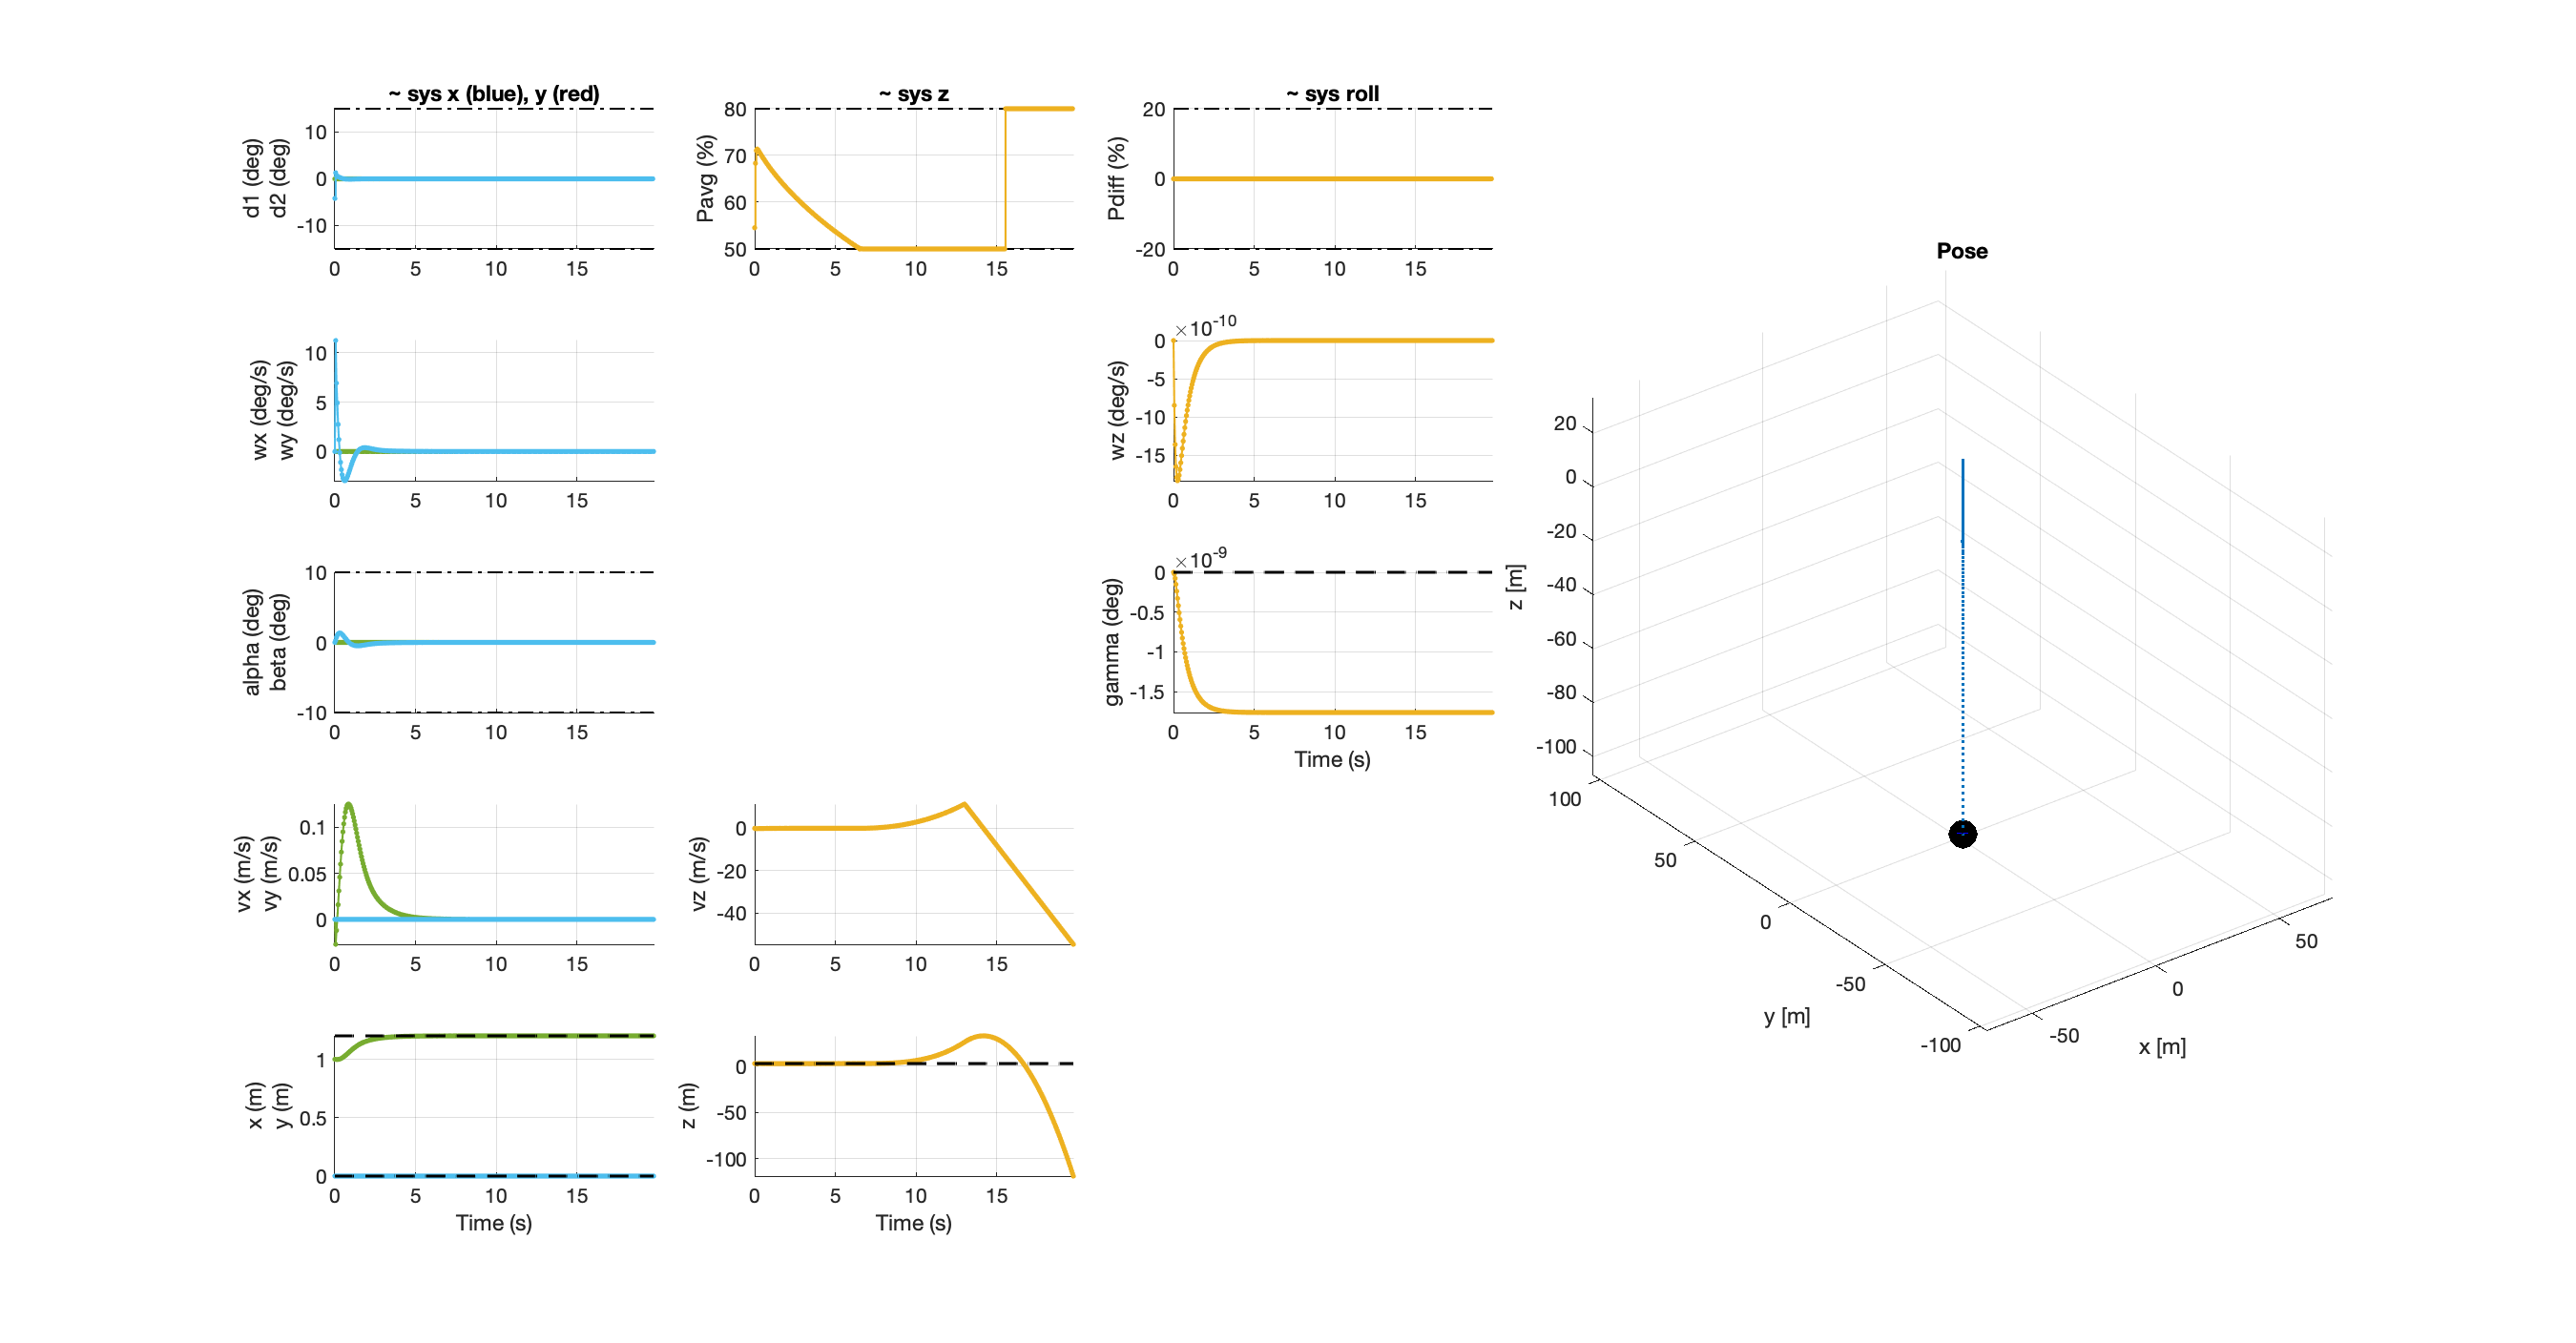 ~ sys x (blue), y (red)
d1 (deg)
d2 (deg)
10
0
-10
0 5 10 15
~ sys z
Pavg (%)
80
70
60
50
0 5 10 15
~ sys roll
Pdiff (%)
20
0
-20
0 5 10 15
wx (deg/s)
wy (deg/s)
10
5
0
0 5 10 15
×10-10
wz (deg/s)
0
-5
-10
-15
0 5 10 15
alpha (deg)
beta (deg)
10
0
-10
0 5 10 15
×10-9
gamma (deg)
0
-0.5
-1
-1.5
0 5 10 15
Time (s)
vx (m/s)
vy (m/s)
0.1
0.05
0
0 5 10 15
vz (m/s)
0
-20
-40
0 5 10 15
x (m)
y (m)
1
0.5
0
0 5 10 15
Time (s)
z (m)
0
-50
-100
0 5 10 15
Time (s)
Pose
z [m]
20
0
-20
-40
-60
-80
-100
100
50
0
-50
-100
y [m]
-50
0
50
x [m]